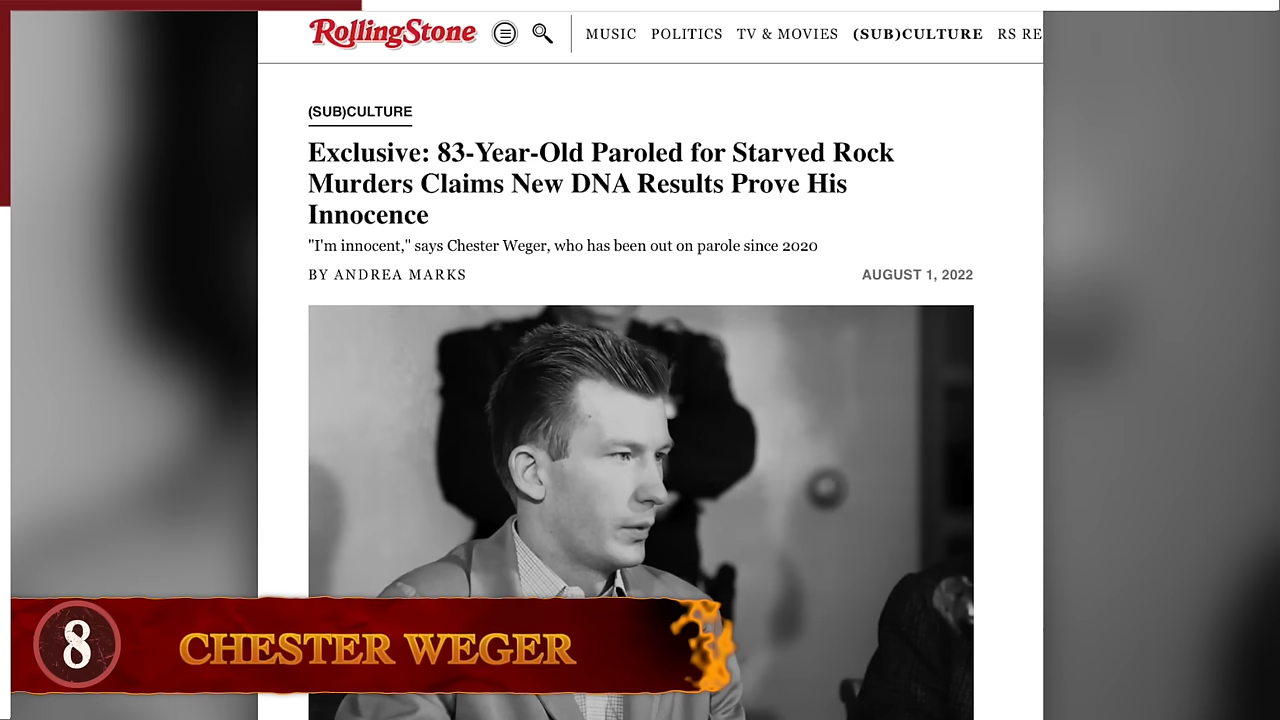 RollingStone MUSIC POLITICS TV & MOVIES (SUB)CULTURE RS RE
(SUB)CULTURE
Exclusive: 83-Year-Old Paroled for Starved Rock
Murders Claims New DNA Results Prove His
Innocence
"I'm innocent," says Chester Weger, who has been out on parole since 2020
BY ANDREA MARKS AUGUST 1, 2022
8 CHESTER WEGER